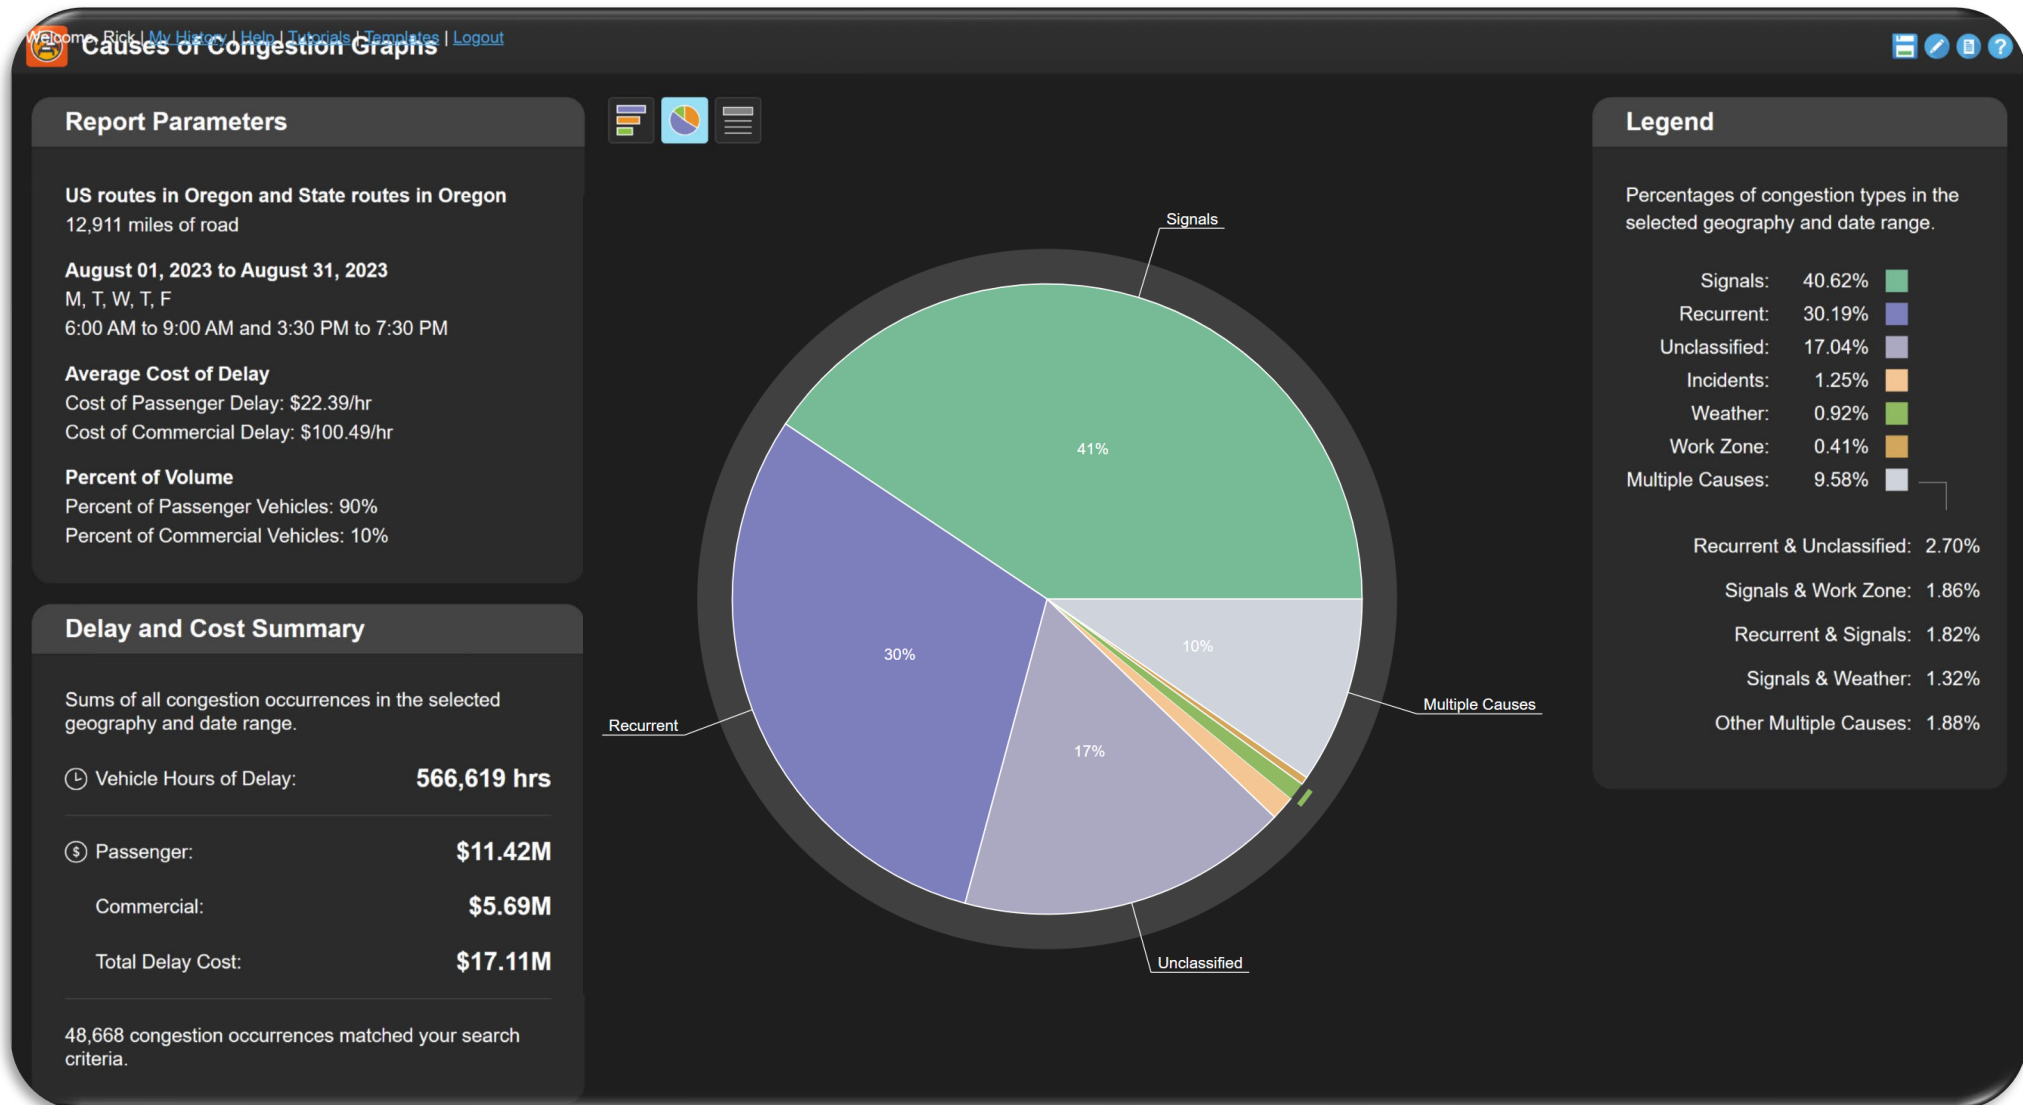 Welcome, Rick | My History | Help | Tutorials | Templates | Logout
Causes of Congestion Graphs
Report Parameters
US routes in Oregon and State routes in Oregon
12,911 miles of road
August 01, 2023 to August 31, 2023
M, T, W, T, F
6:00 AM to 9:00 AM and 3:30 PM to 7:30 PM
Average Cost of Delay
Cost of Passenger Delay: $22.39/hr
Cost of Commercial Delay: $100.49/hr
Percent of Volume
Percent of Passenger Vehicles: 90%
Percent of Commercial Vehicles: 10%
Delay and Cost Summary
Sums of all congestion occurrences in the selected
geography and date range.
Vehicle Hours of Delay: 566,619 hrs
$ Passenger: $11.42M
Commercial: $5.69M
Total Delay Cost: $17.11M
48,668 congestion occurrences matched your search
criteria.
Signals
41%
30%
10%
Multiple Causes
Recurrent
17%
Unclassified
?
Legend
Percentages of congestion types in the
selected geography and date range.
Signals: 40.62%
Recurrent: 30.19%
Unclassified: 17.04%
Incidents: 1.25%
Weather: 0.92%
Work Zone: 0.41%
Multiple Causes: 9.58%
Recurrent & Unclassified: 2.70%
Signals & Work Zone: 1.86%
Recurrent & Signals: 1.82%
Signals & Weather: 1.32%
Other Multiple Causes: 1.88%